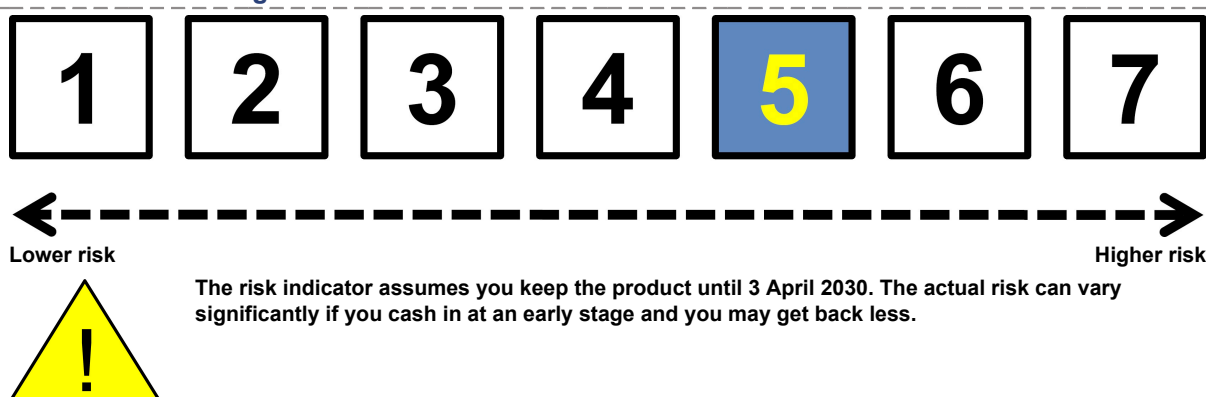 1 2 3 4 5 6 7
Lower risk Higher risk
The risk indicator assumes you keep the product until 3 April 2030. The actual risk can vary
significantly if you cash in at an early stage and you may get back less.
!